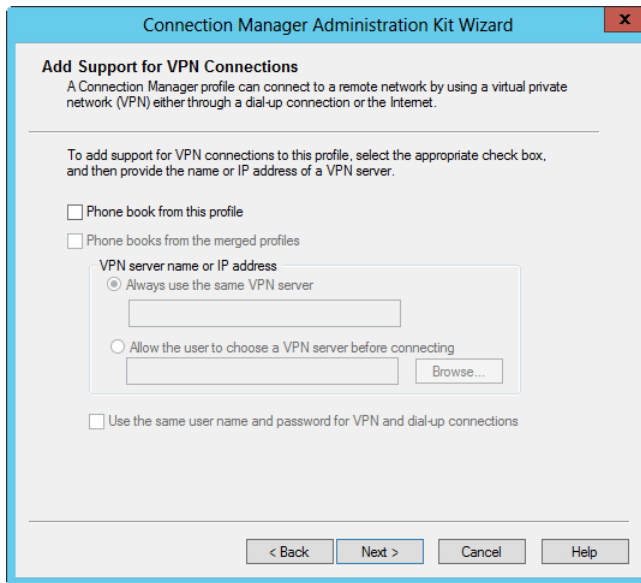 Connection Manager Administration Kit Wizard
x
Add Support for VPN Connections
A Connection Manager profile can connect to a remote network by using a virtual private
network (VPN) either through a dial-up connection or the Internet.
To add support for VPN connections to this profile, select the appropriate check box,
and then provide the name or IP address of a VPN server.
Phone book from this profile
Phone books from the merged profiles
VPN server name or IP address
Always use the same VPN server
Allow the user to choose a VPN server before connecting
Browse...
Use the same user name and password for VPN and dial-up connections
< Back Next > Cancel Help